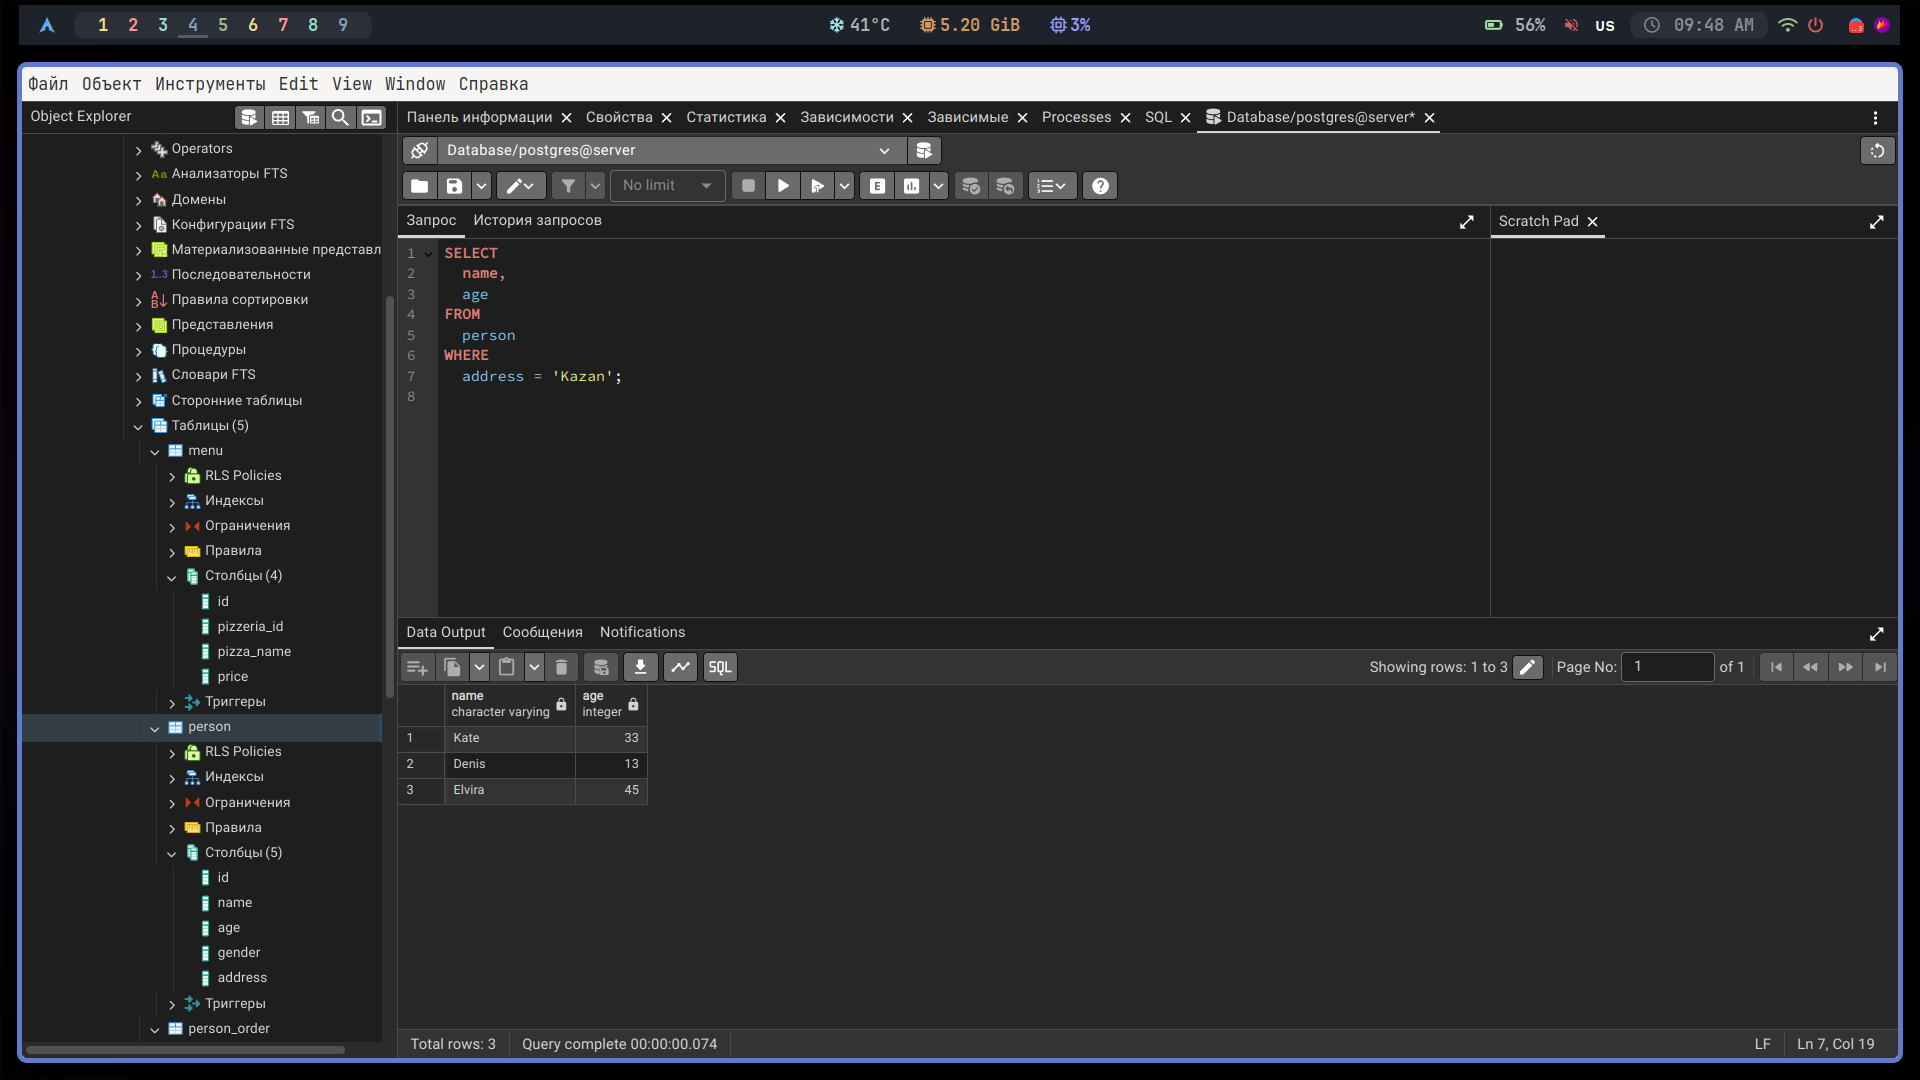 1 2 3 4 5 6 7 8 9
41°C 5.20 GiB 3%
56% US 09:48 AM
Файл Объект Инструменты Edit View Window Справка
Object Explorer
Панель информации Свойства Статистика Зависимости Зависимые Processes SQL Database/postgres@server*
Database/postgres@server
No limit
E
Запрос История запросов
Scratch Pad
1 SELECT
2 name,
3 age
4 FROM
5 person
6 WHERE
7 address = 'Kazan';
8
Operators
Aa Анализаторы FTS
Домены
Конфигурации FTS
Материализованные представл
1..3 Последовательности
Правила сортировки
Представления
Процедуры
Словари FTS
Сторонние таблицы
Таблицы (5)
menu
RLS Policies
Индексы
Ограничения
Правила
Столбцы (4)
id
pizzeria_id
pizza_name
price
Триггеры
person
RLS Policies
Индексы
Ограничения
Правила
Столбцы (5)
id
name
age
gender
address
Триггеры
person_order
Data Output Сообщения Notifications
SQL
Showing rows: 1 to 3 Page No: 1 of 1
name age
character varying integer
1 Kate 33
2 Denis 13
3 Elvira 45
Total rows: 3 Query complete 00:00:00.074
LF Ln 7, Col 19